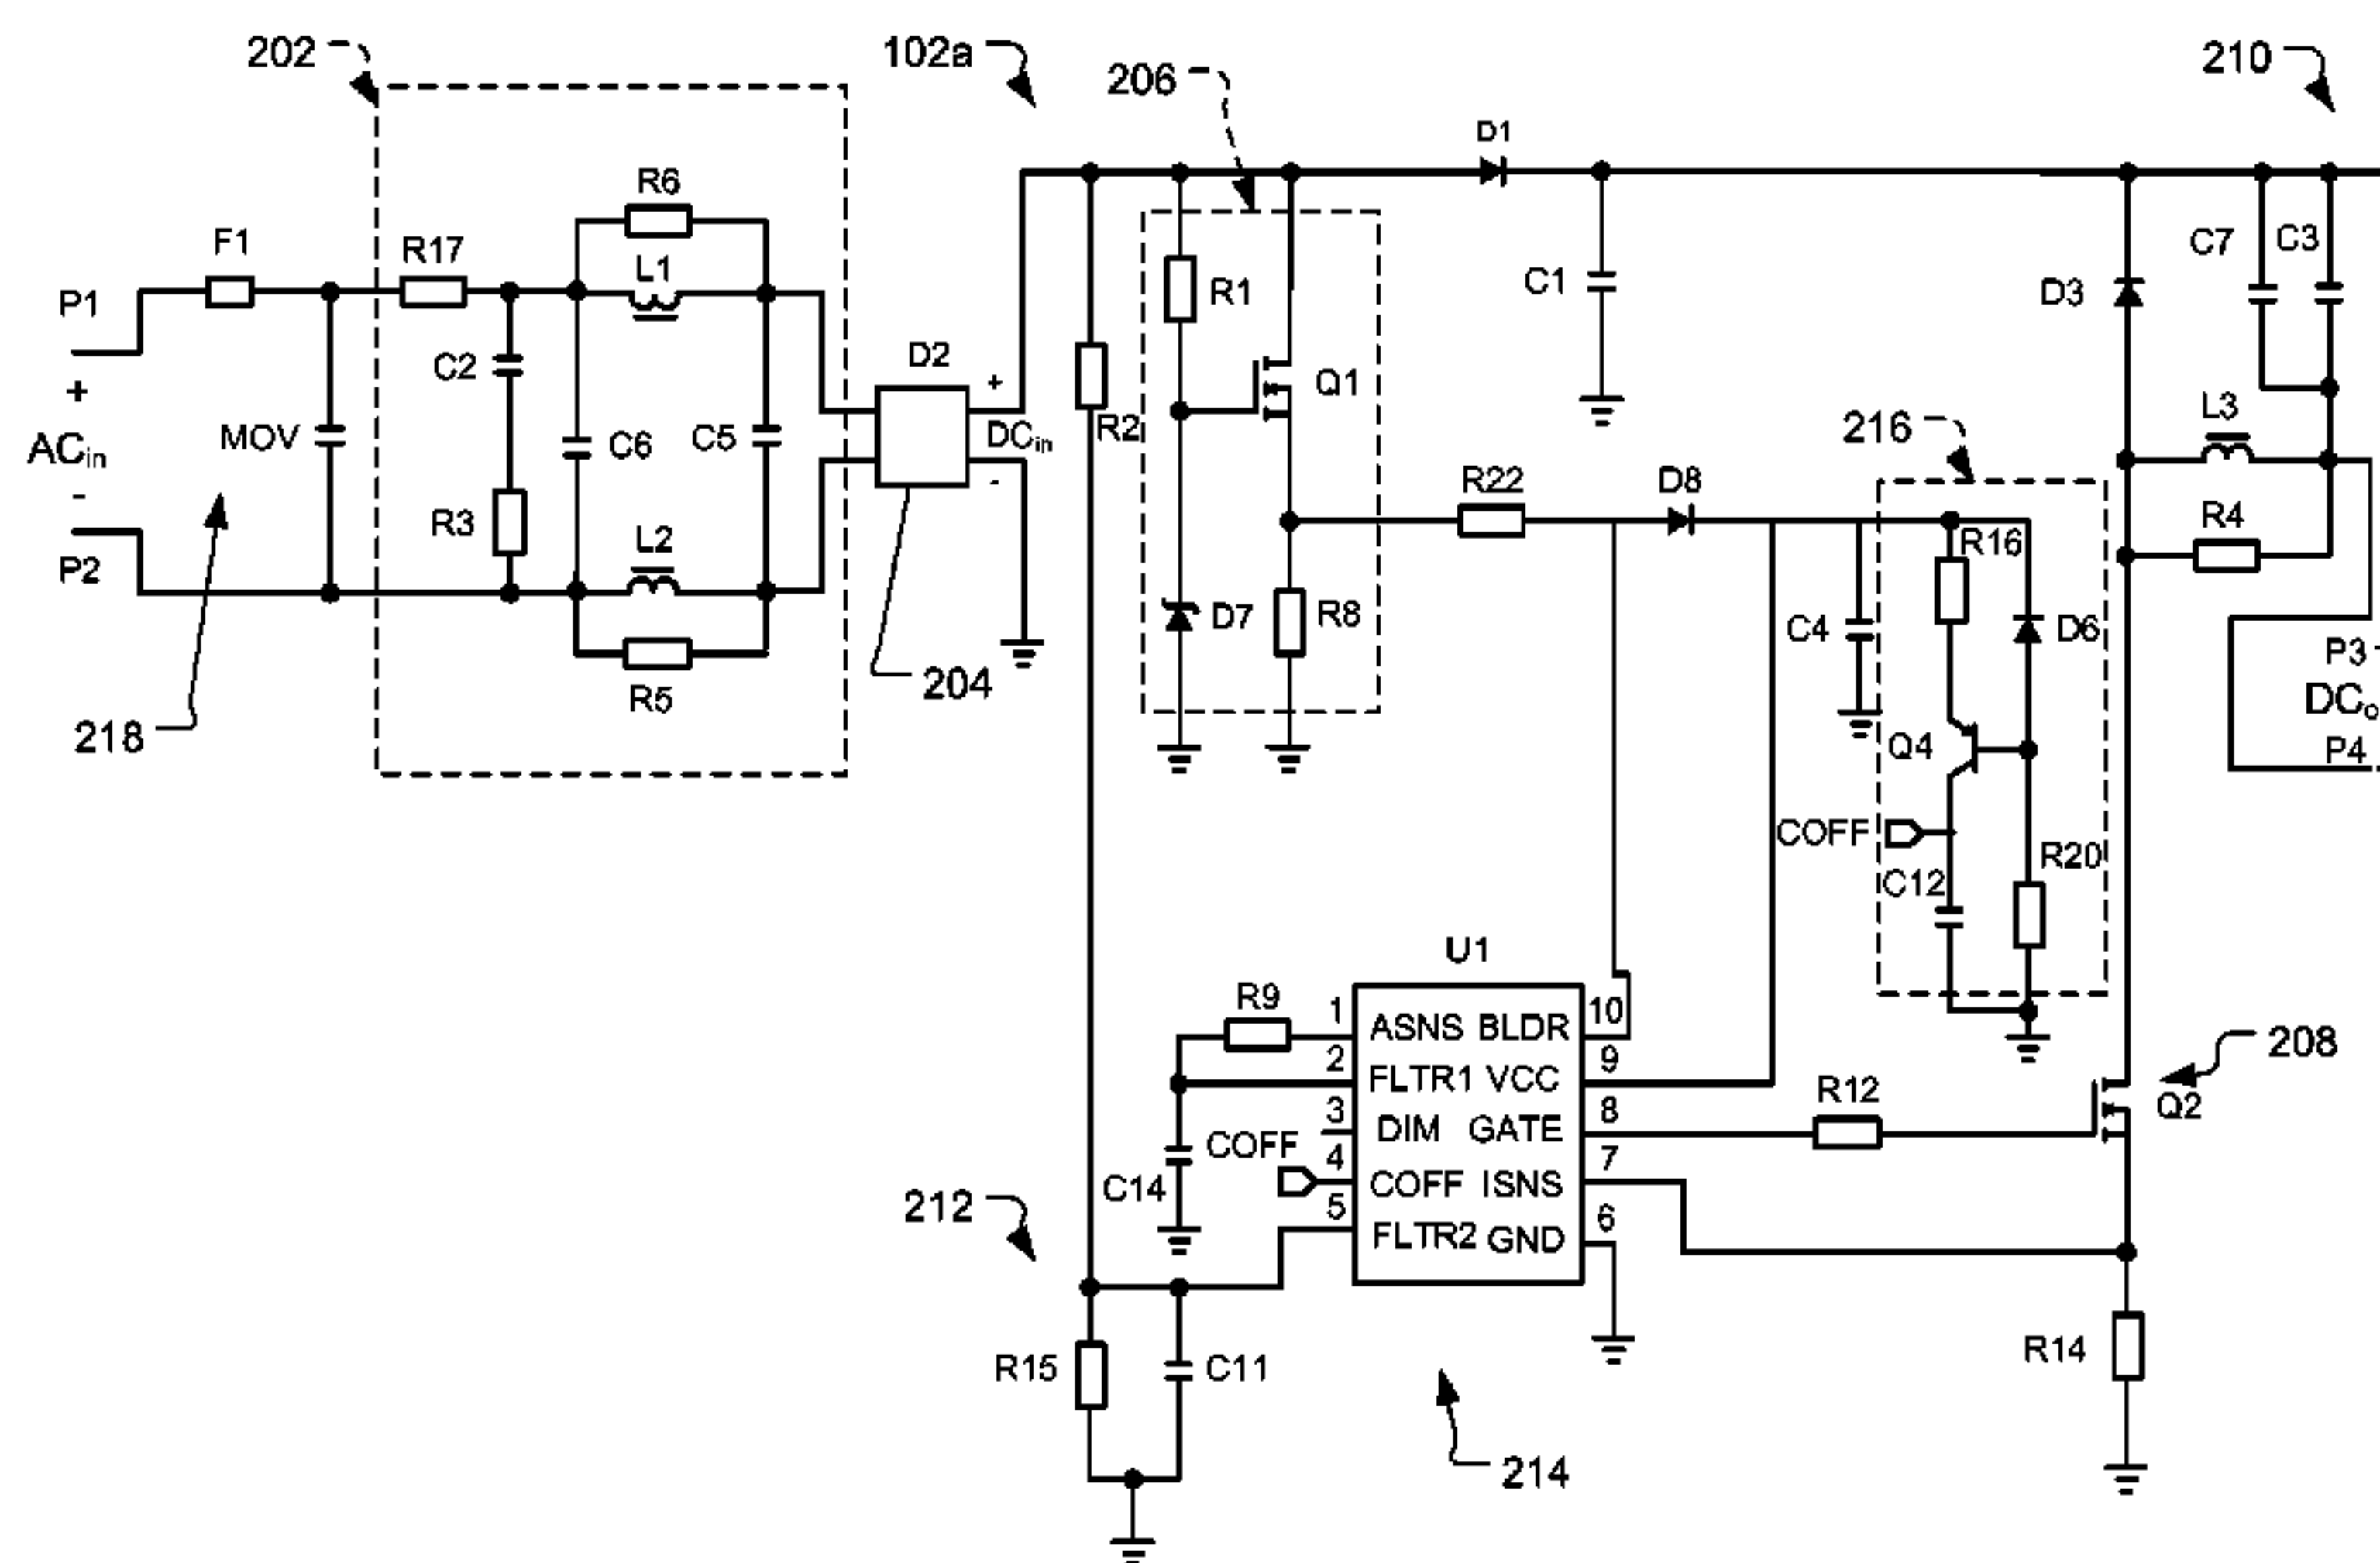 202
102a
206
210
D1
R6
F1
R17
L1
R1
C1
D3
C7
C3
P1
+
ACin
-
P2
MOV
C2
R3
C6
C5
L2
R5
D2
+
DCin
-
R2
Q1
R22
D8
216
L3
R4
218
204
D7
R8
C4
R16
D6
P3
DCo
P4
Q4
COFF
C12
R20
U1
R9
1
ASNS BLDR
10
2
FLTR1 VCC
9
3
DIM GATE
8
COFF
4
COFF ISNS
7
5
FLTR2 GND
6
C14
R12
Q2
208
212
R15
C11
R14
214